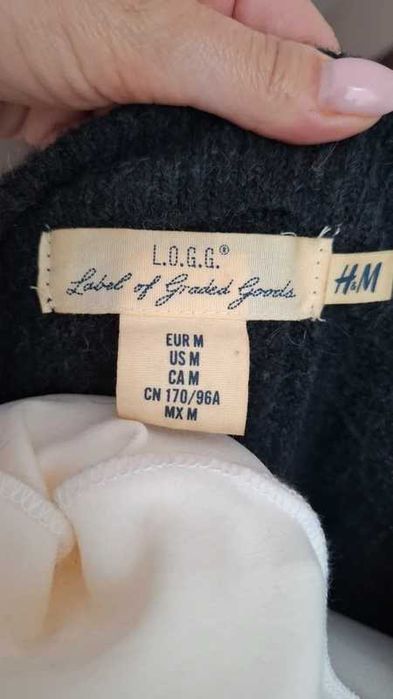 L.O.G.G.®
Label of Graded Goods
H&M
EUR M
US M
CA M
CN 170/96A
MX M